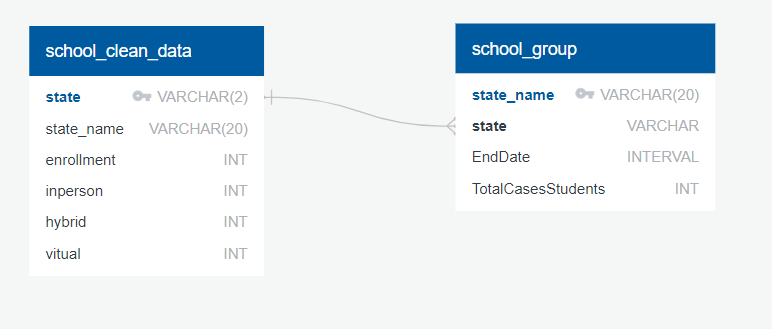 school_clean_data
state VARCHAR(2)
state_name VARCHAR(20)
enrollment INT
inperson INT
hybrid INT
vitual INT
school_group
state_name VARCHAR(20)
state VARCHAR
EndDate INTERVAL
TotalCasesStudents INT